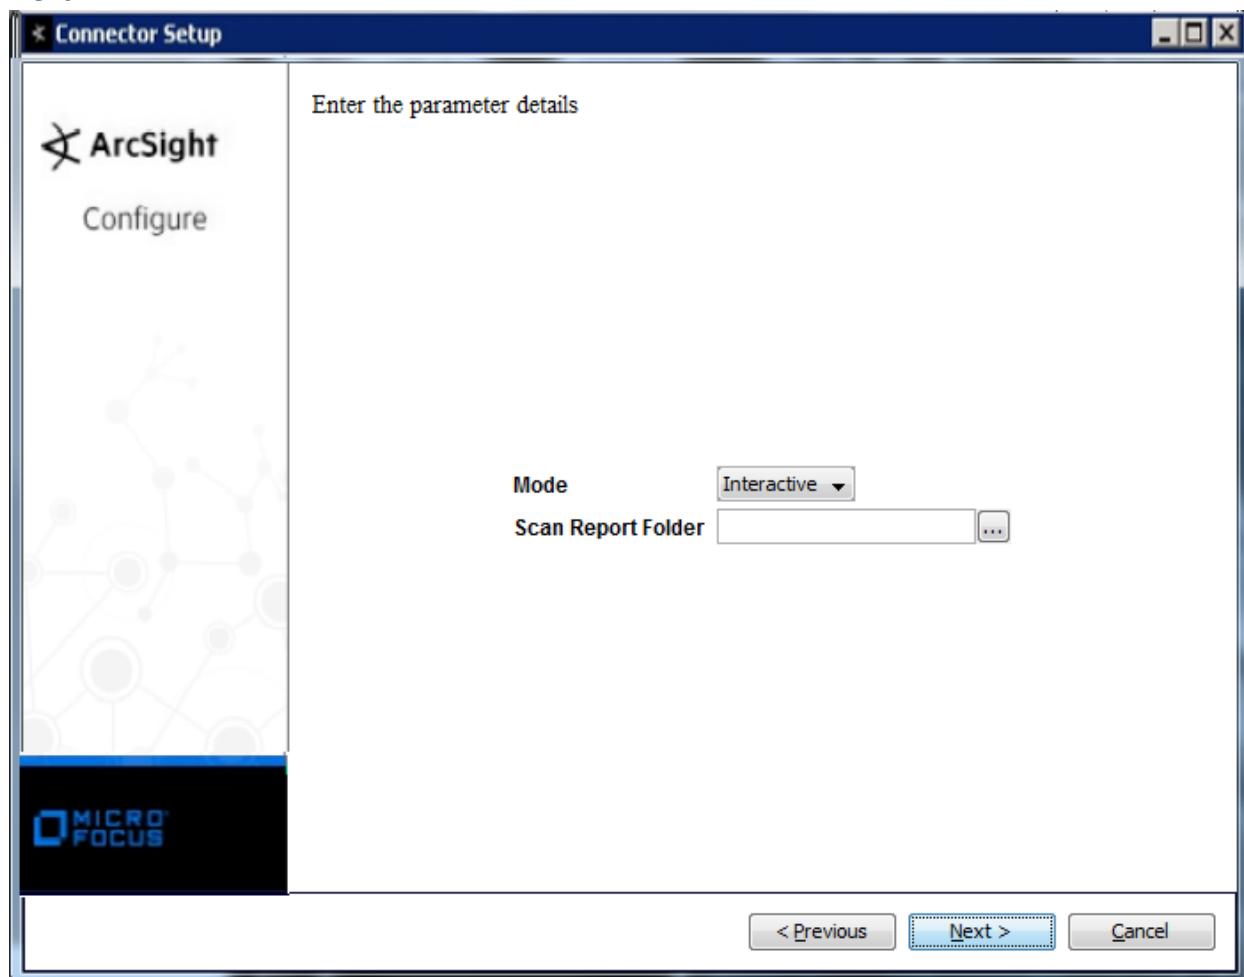 Connector Setup
Enter the parameter details
ArcSight
Configure
Mode Interactive
Scan Report Folder ...
MICRO
FOCUS
< Previous Next > Cancel